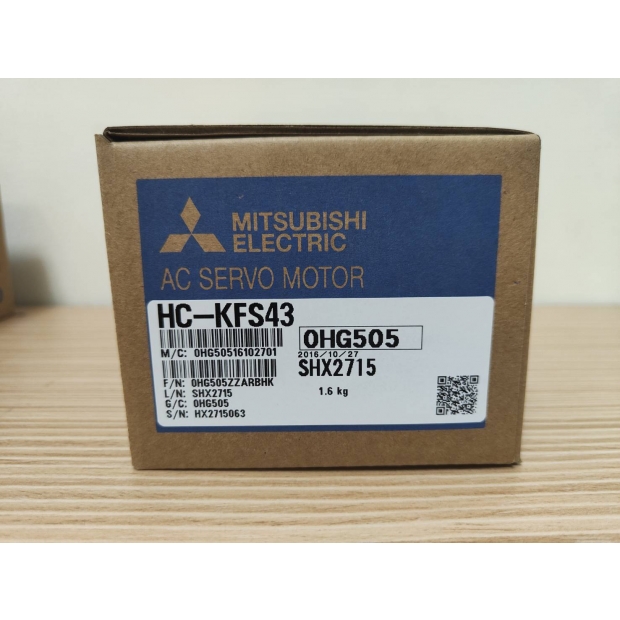 MITSUBISHI
ELECTRIC
AC SERVO MOTOR
HC-KFS43
0HG505
M/C: 0HG50516102701
2016/10/27
SHX2715
F/N: 0HG505ZZARBHK
L/N: SHX2715
1.6 kg
G/C: 0HG505
S/N: HX2715063